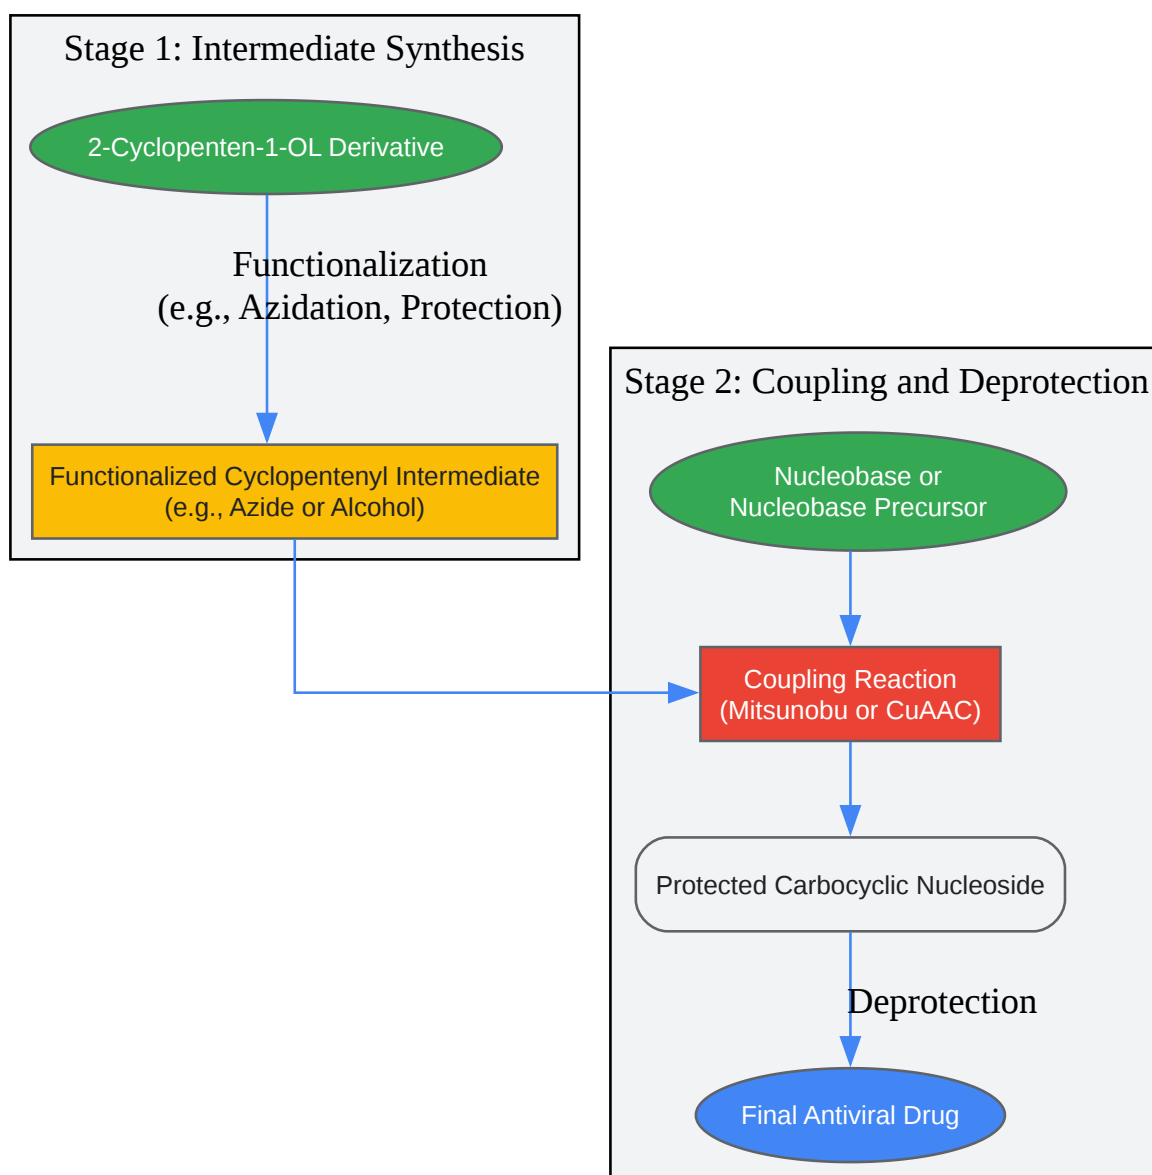 Stage 1: Intermediate Synthesis
2-Cyclopenten-1-OL Derivative
Functionalization
(e.g., Azidation, Protection)
Functionalized Cyclopentenyl Intermediate
(e.g., Azide or Alcohol)
Stage 2: Coupling and Deprotection
Nucleobase or
Nucleobase Precursor
Coupling Reaction
(Mitsunobu or CuAAC)
Protected Carbocyclic Nucleoside
Deprotection
Final Antiviral Drug